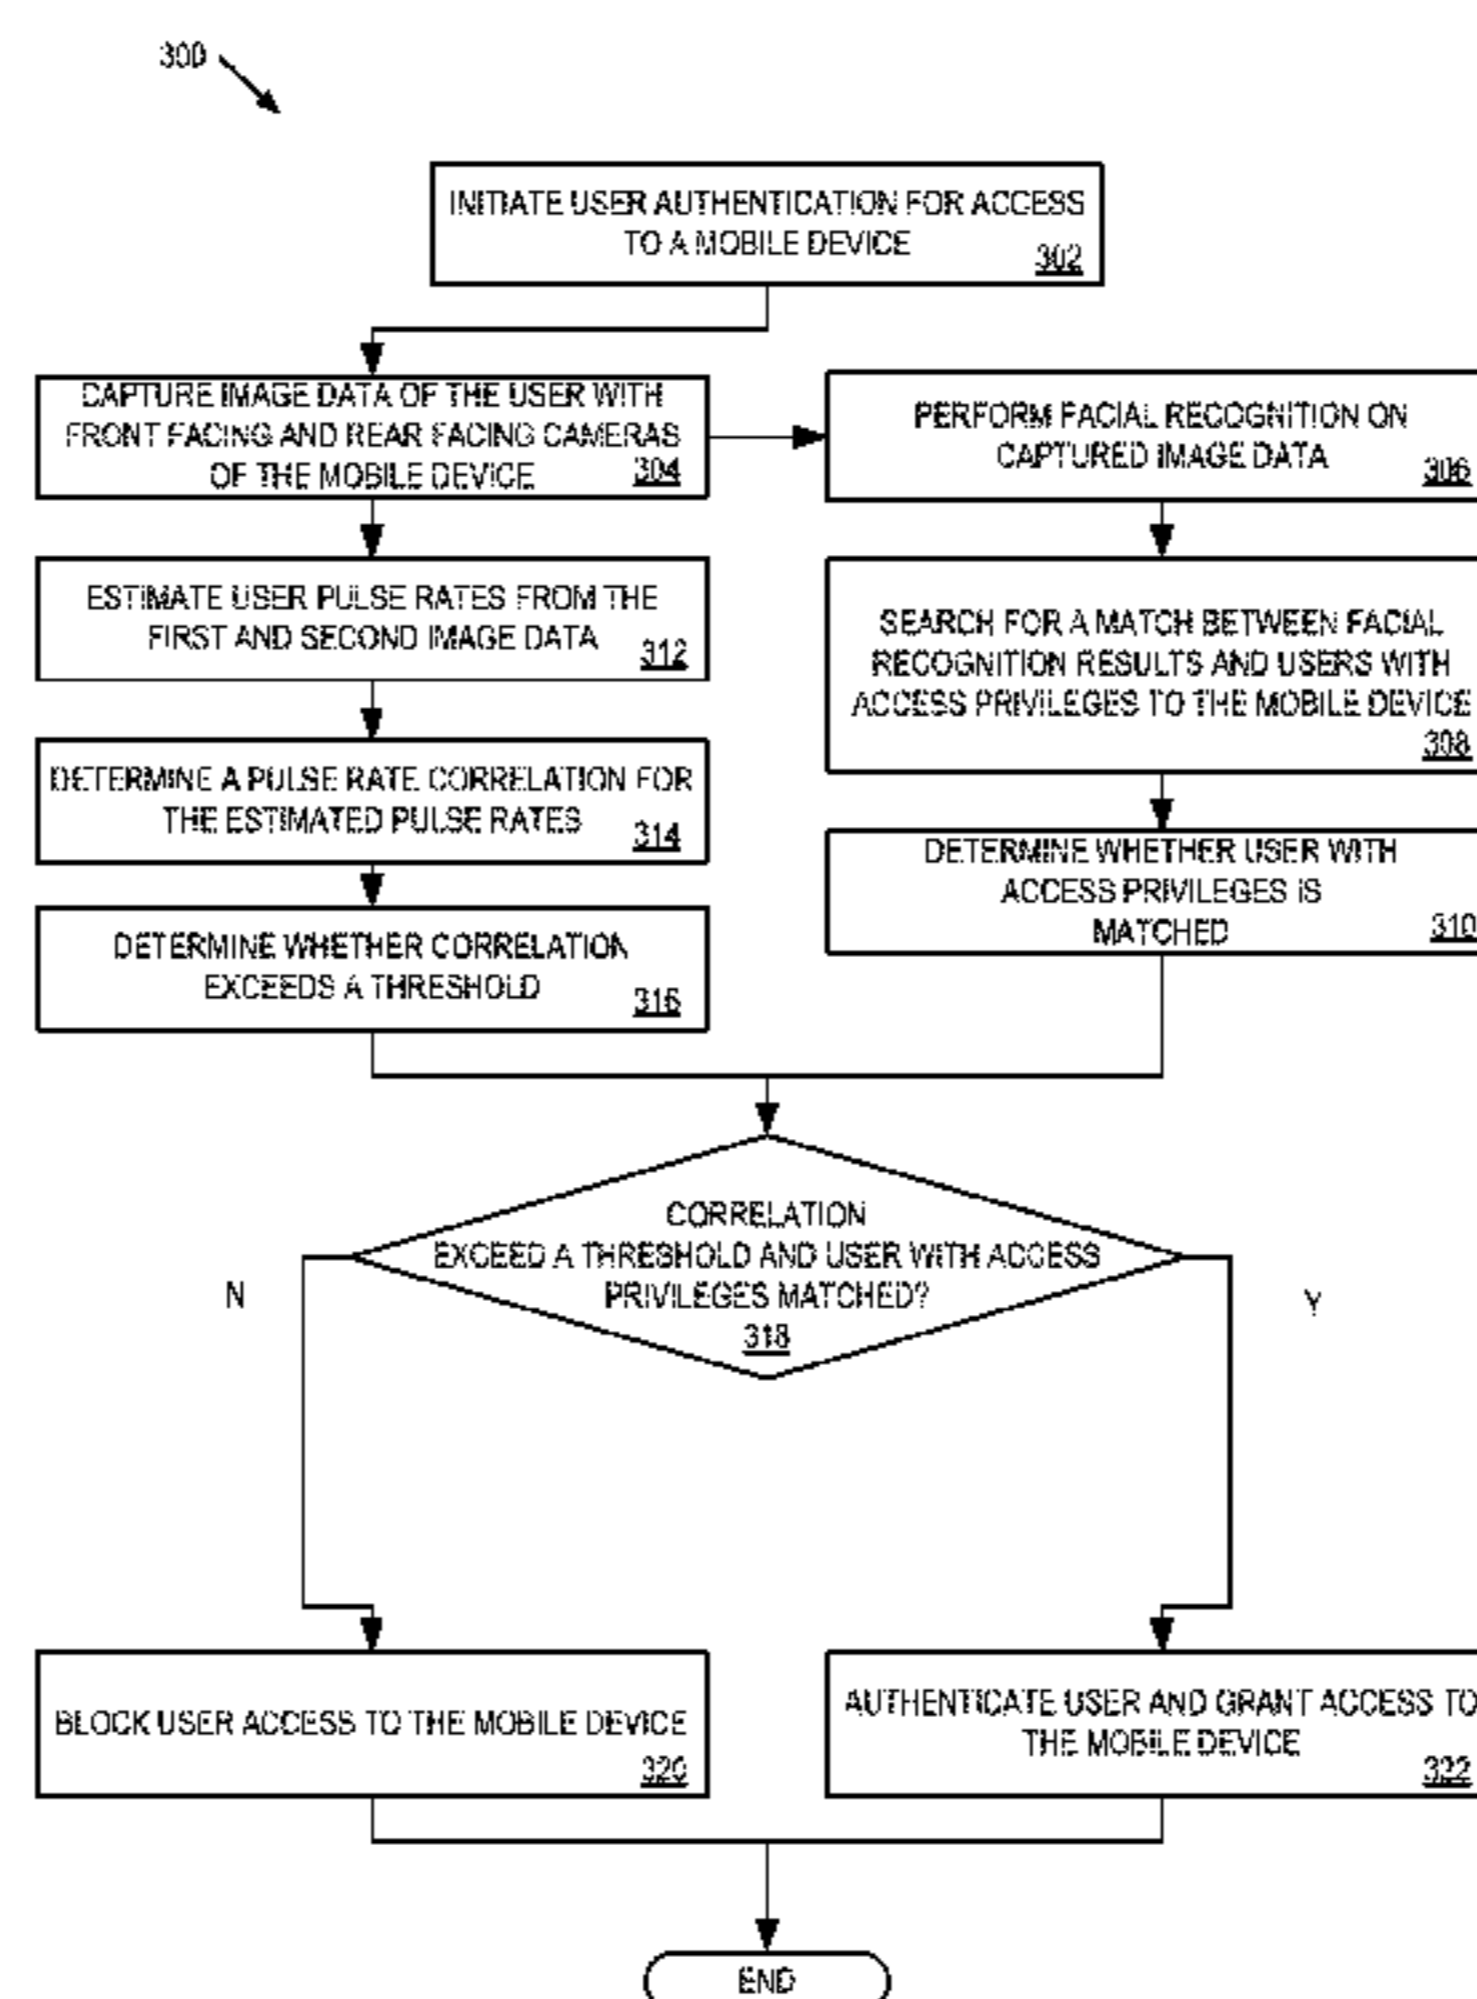 300
INITIATE USER AUTHENTICATION FOR ACCESS
TO A MOBILE DEVICE
302
CAPTURE IMAGE DATA OF THE USER WITH
FRONT FACING AND REAR FACING CAMERAS
OF THE MOBILE DEVICE
304
PERFORM FACIAL RECOGNITION ON
CAPTURED IMAGE DATA
306
ESTIMATE USER PULSE RATES FROM THE
FIRST AND SECOND IMAGE DATA
312
SEARCH FOR A MATCH BETWEEN FACIAL
RECOGNITION RESULTS AND USERS WITH
ACCESS PRIVILEGES TO THE MOBILE DEVICE
308
DETERMINE A PULSE RATE CORRELATION FOR
THE ESTIMATED PULSE RATES
314
DETERMINE WHETHER USER WITH
ACCESS PRIVILEGES IS
MATCHED
310
DETERMINE WHETHER CORRELATION
EXCEEDS A THRESHOLD
316
CORRELATION
EXCEED A THRESHOLD AND USER WITH ACCESS
PRIVILEGES MATCHED?
318
N
Y
BLOCK USER ACCESS TO THE MOBILE DEVICE
320
AUTHENTICATE USER AND GRANT ACCESS TO
THE MOBILE DEVICE
322
END